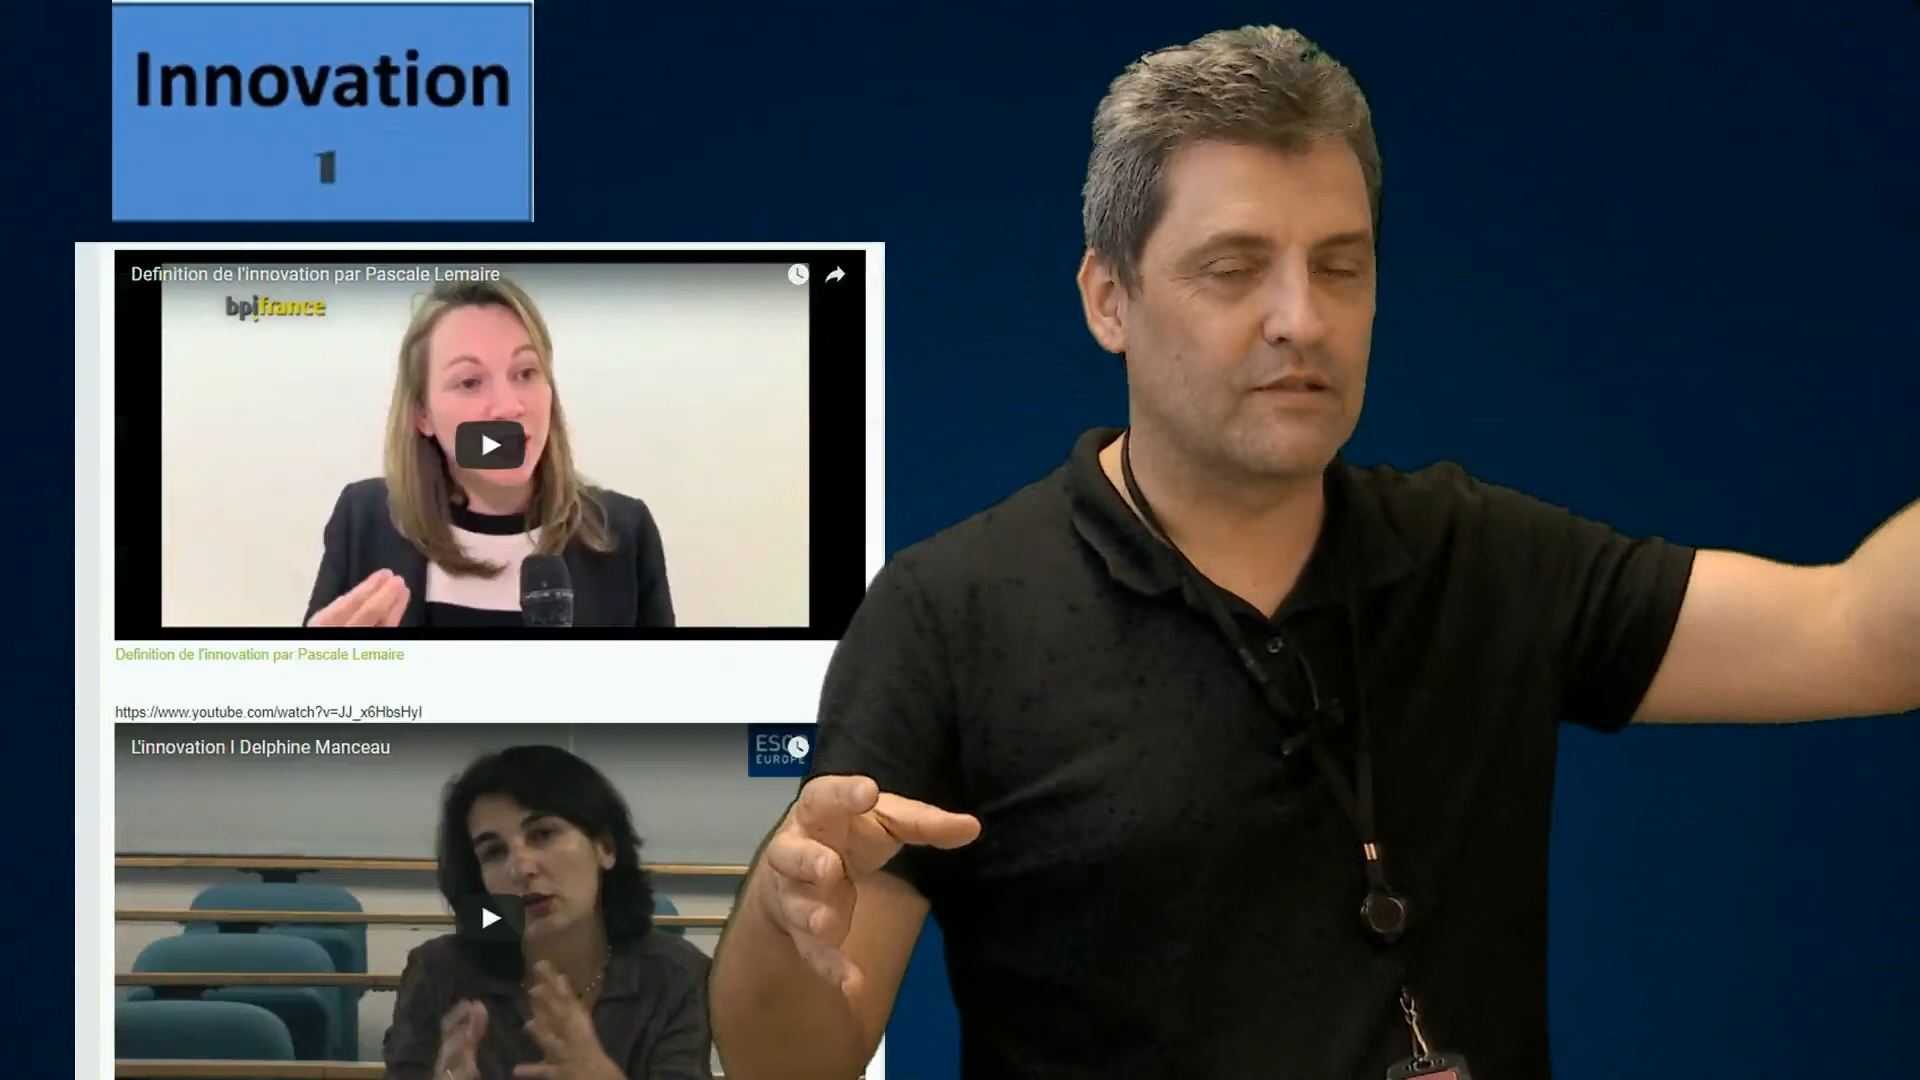 Innovation
1
Definition de l'innovation par Pascale Lemaire
bpifrance
Definition de l'innovation par Pascale Lemaire
https://www.youtube.com/watch?v=JJ_x6HbsHyI
L'innovation I Delphine Manceau
EUROPE